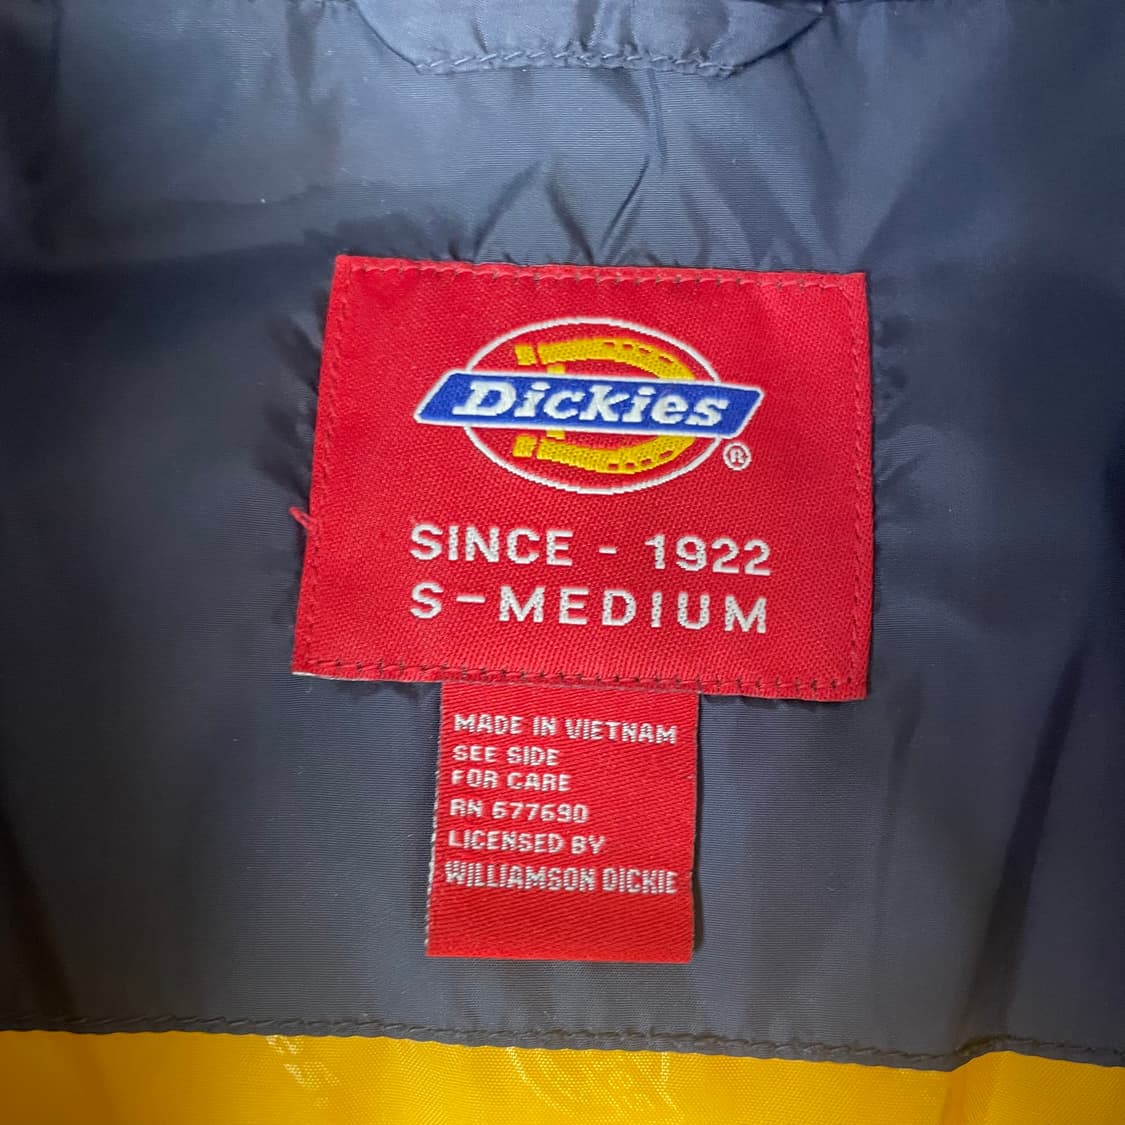 Dickies®
SINCE - 1922
S-MEDIUM
MADE IN VIETNAM
SEE SIDE
FOR CARE
RN 677690
LICENSED BY
WILLIAMSON DICKIE